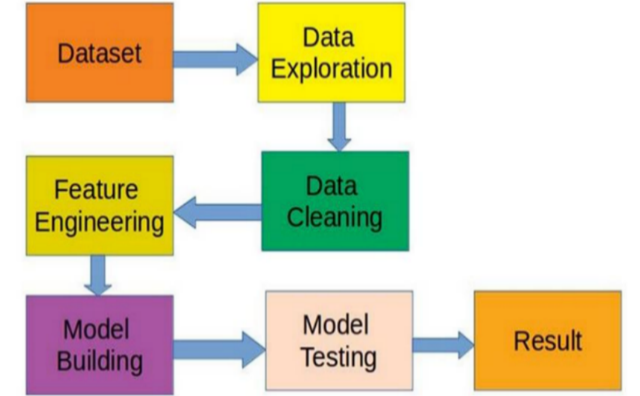 Dataset
Data
Exploration
Data
Cleaning
Feature
Engineering
Model
Building
Model
Testing
Result